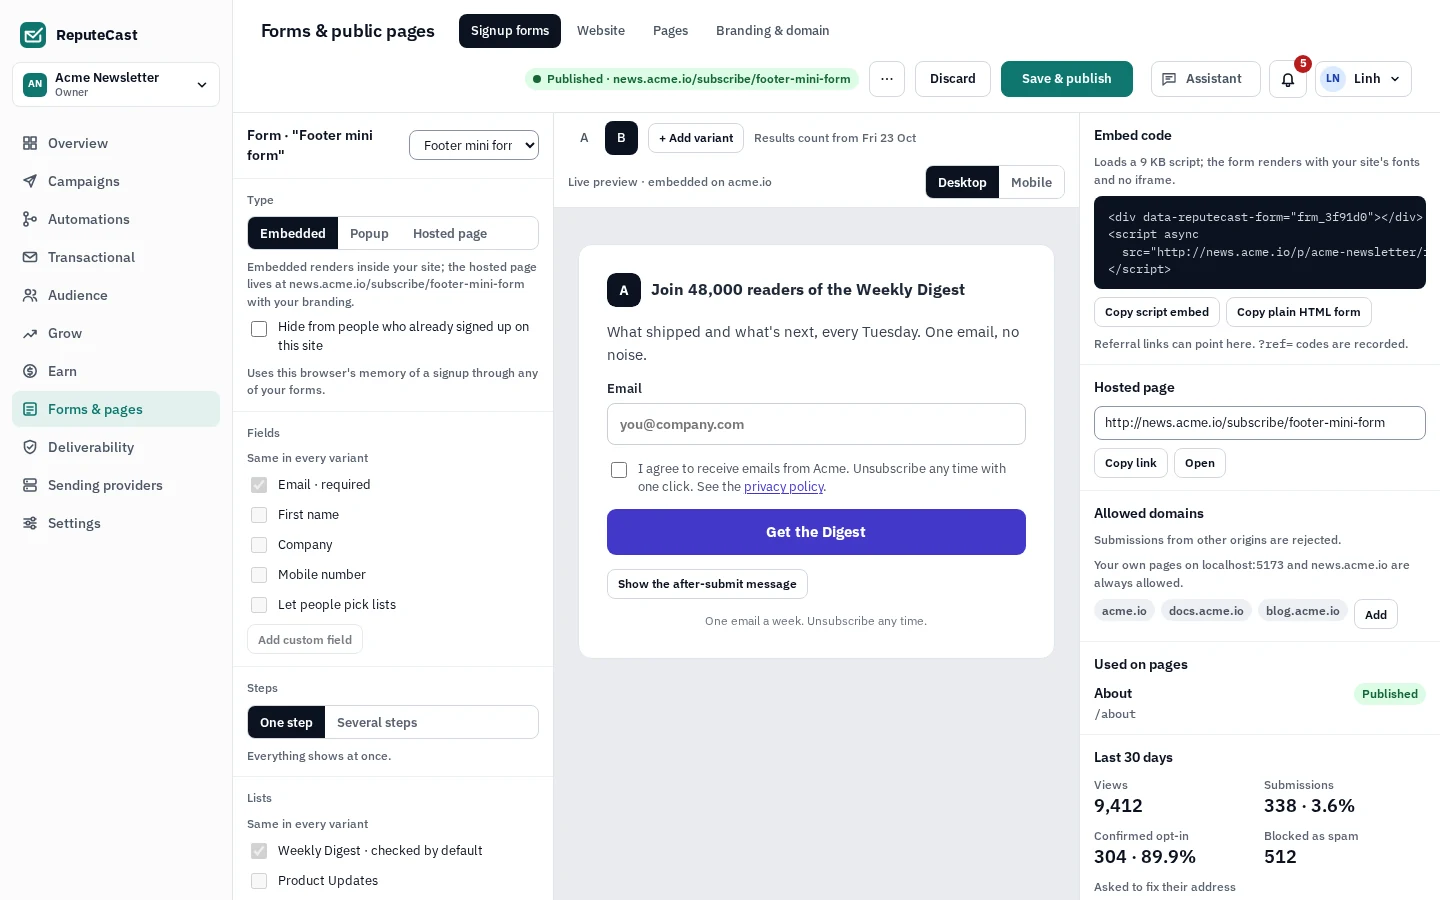 ReputeCast
AN
Acme Newsletter
Owner
Overview
Campaigns
Automations
Transactional
Audience
Grow
Earn
Forms & pages
Deliverability
Sending providers
Settings
Forms & public pages
Signup forms
Website
Pages
Branding & domain
Published · news.acme.io/subscribe/footer-mini-form
Discard
Save & publish
Assistant
5
LN
Linh
Form · "Footer mini
form"
Footer mini form
Type
Embedded
Popup
Hosted page
Embedded renders inside your site; the hosted page
lives at news.acme.io/subscribe/footer-mini-form
with your branding.
Hide from people who already signed up on
this site
Uses this browser's memory of a signup through any
of your forms.
Fields
Same in every variant
Email · required
First name
Company
Mobile number
Let people pick lists
Add custom field
Steps
One step
Several steps
Everything shows at once.
Lists
Same in every variant
Weekly Digest · checked by default
Product Updates
A
B
+ Add variant
Results count from Fri 23 Oct
Live preview · embedded on acme.io
Desktop
Mobile
A
Join 48,000 readers of the Weekly Digest
What shipped and what's next, every Tuesday. One email, no
noise.
Email
you@company.com
I agree to receive emails from Acme. Unsubscribe any time with
one click. See the privacy policy.
Get the Digest
Show the after-submit message
One email a week. Unsubscribe any time.
Embed code
Loads a 9 KB script; the form renders with your site's fonts
and no iframe.
<div data-reputecast-form="frm_3f91d0"></div>
<script async
src="http://news.acme.io/p/acme-newsletter/
</script>
Copy script embed
Copy plain HTML form
Referral links can point here. ?ref= codes are recorded.
Hosted page
http://news.acme.io/subscribe/footer-mini-form
Copy link
Open
Allowed domains
Submissions from other origins are rejected.
Your own pages on localhost:5173 and news.acme.io are
always allowed.
acme.io
docs.acme.io
blog.acme.io
Add
Used on pages
About
Published
/about
Last 30 days
Views
Submissions
9,412
338 · 3.6%
Confirmed opt-in
Blocked as spam
304 · 89.9%
512
Asked to fix their address